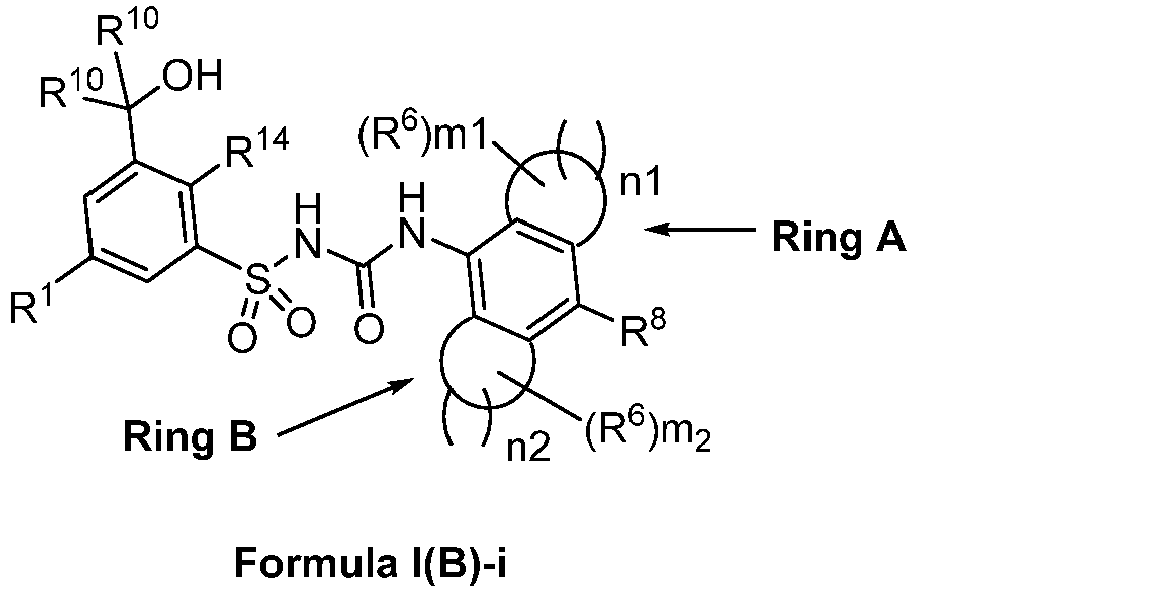 R10
R10
OH
(R6)m1
R14
n1
H
H
N
N
Ring A
S
R1
O
O
O
R8
Ring B
(R6)m2
n2
Formula I(B)-i